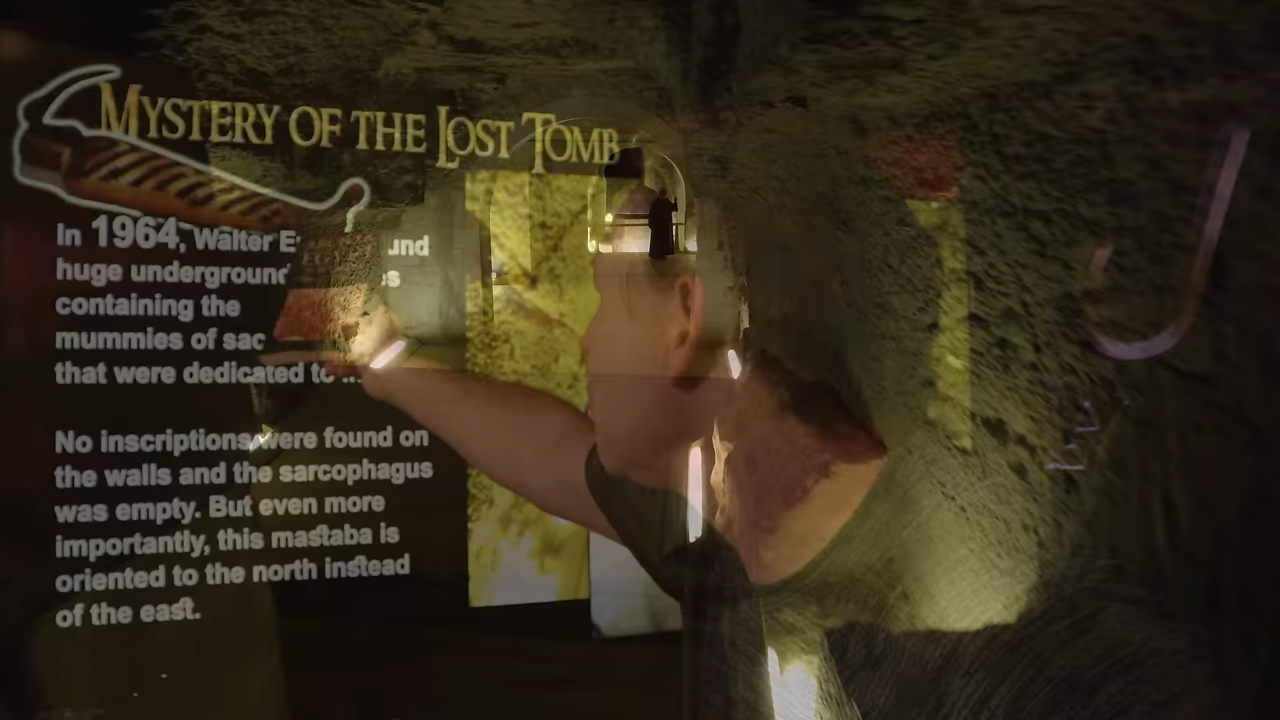 MYSTERY OF THE LOST TOMB
In 1964, Walter
huge underground
containing the
mummies of
that were dedicated to
No inscriptions were found on
the walls and the sarcophagus
was empty. But even more
importantly, this mastaba is
oriented to the north instead
of the east.